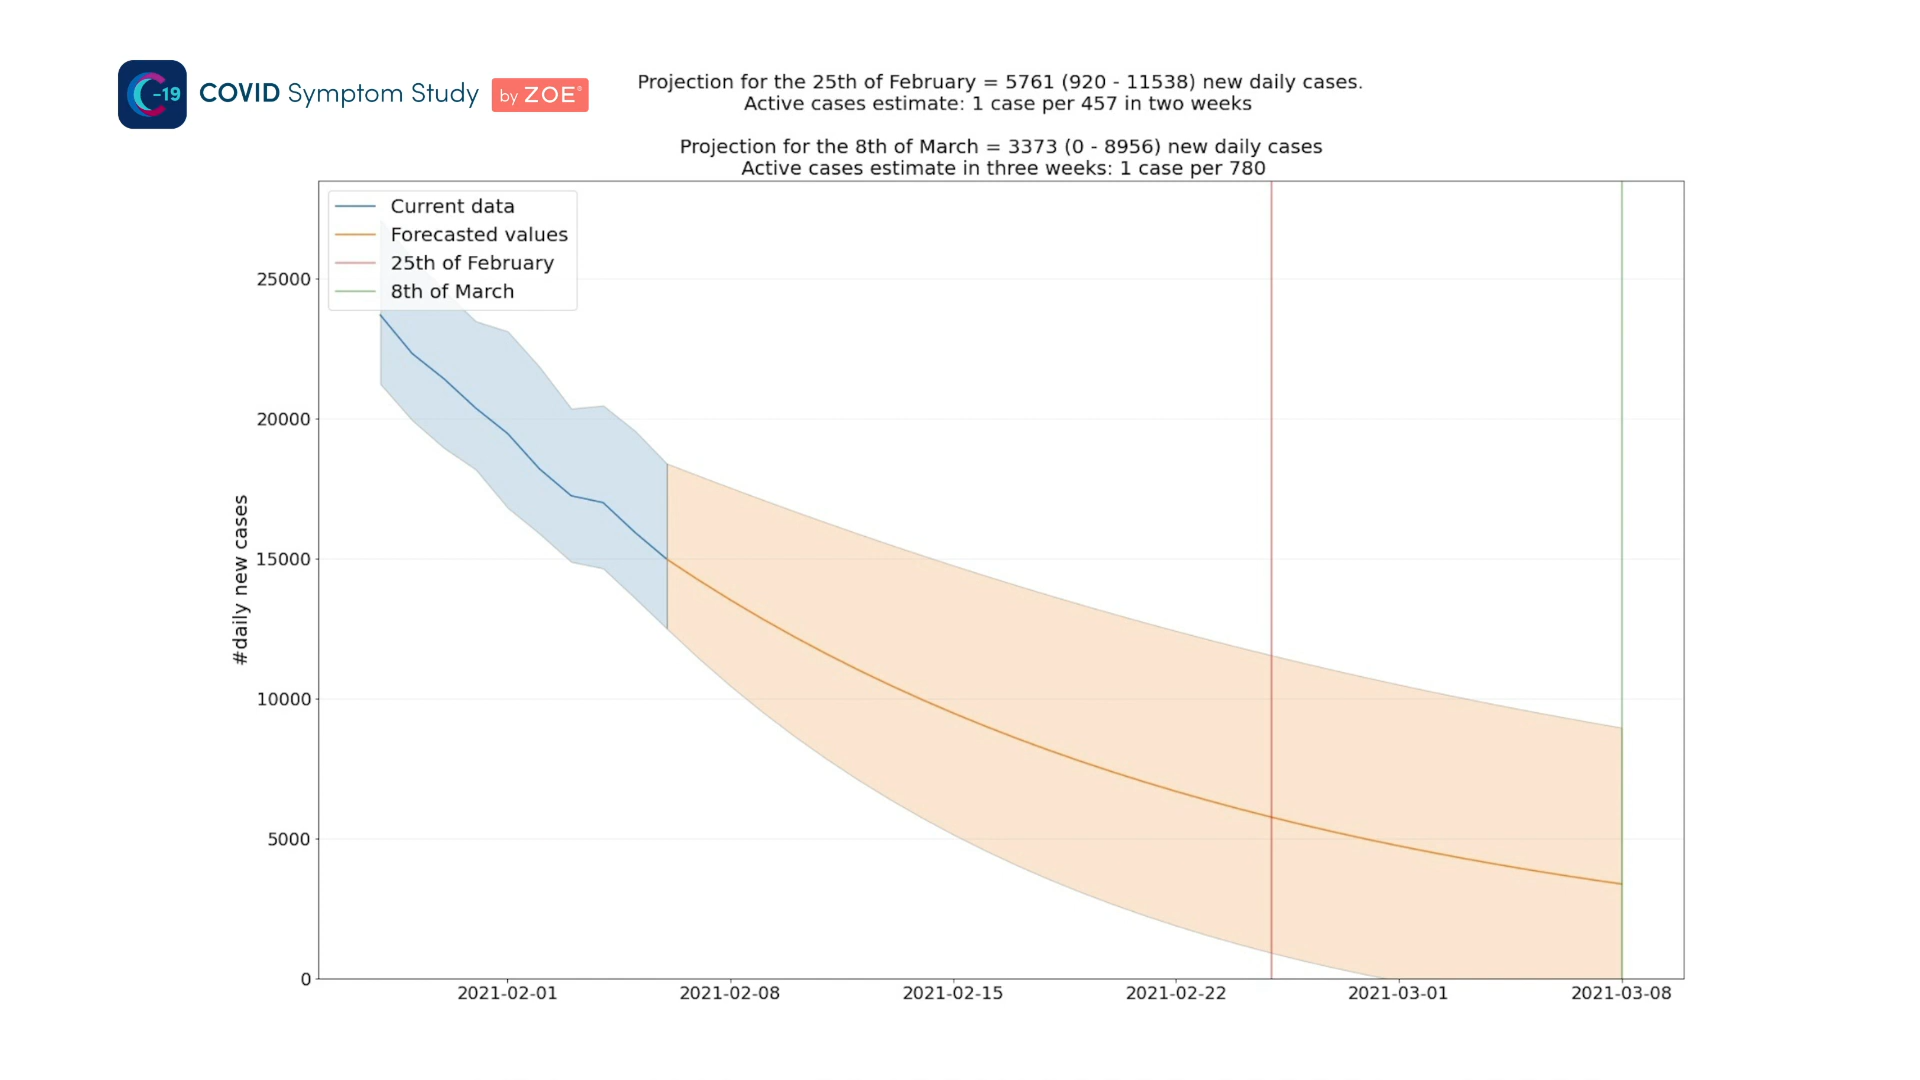 C-19 COVID Symptom Study by ZOE
Projection for the 25th of February = 5761 (920 - 11538) new daily cases.
Active cases estimate: 1 case per 457 in two weeks
Projection for the 8th of March = 3373 (0 - 8956) new daily cases
Active cases estimate in three weeks: 1 case per 780
Current data
Forecasted values
25th of February
8th of March
25000
20000
15000
10000
5000
0
#daily new cases
2021-02-01
2021-02-08
2021-02-15
2021-02-22
2021-03-01
2021-03-08